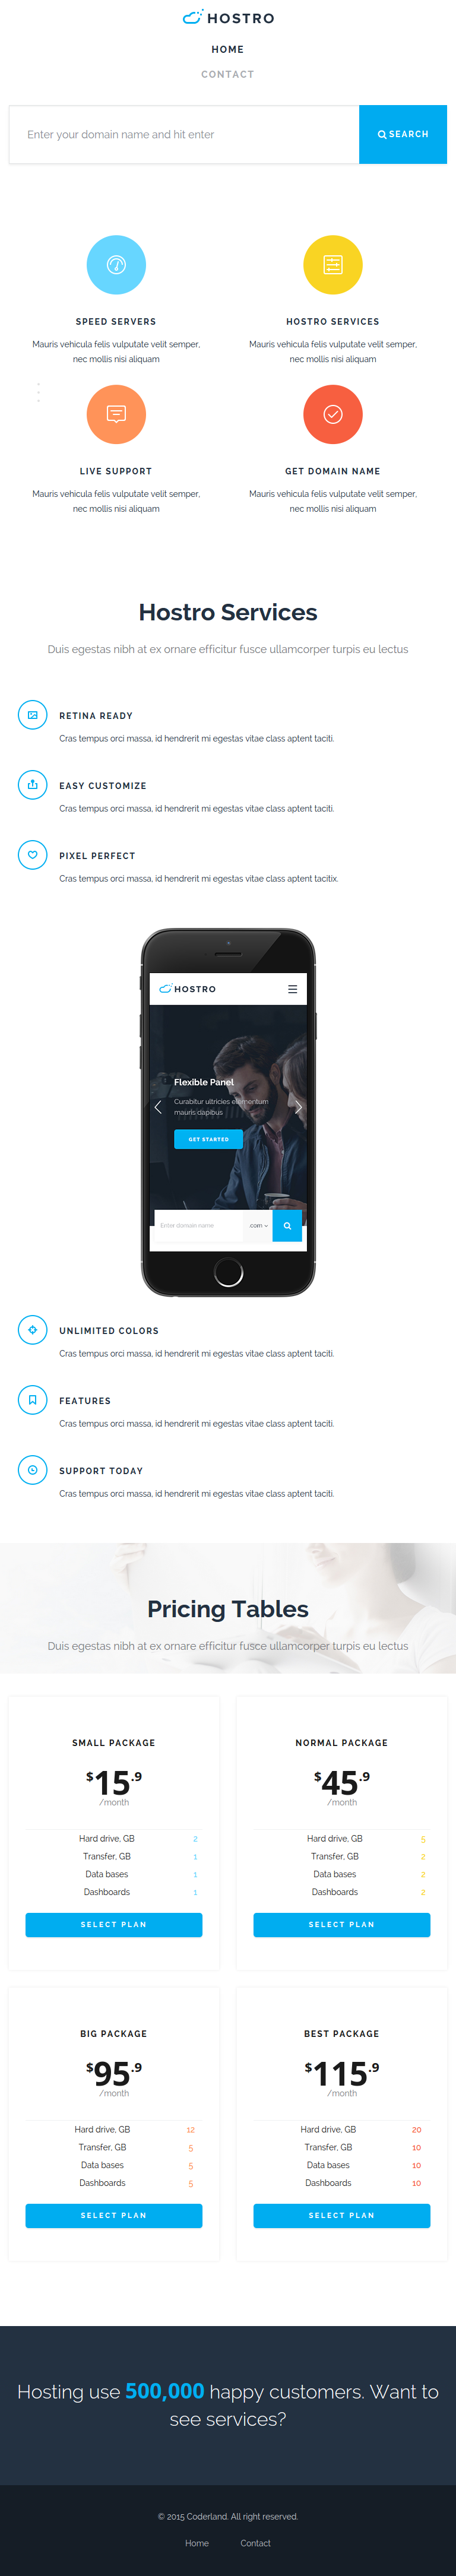 HOSTRO
HOME
CONTACT
Enter your domain name and hit enter
SEARCH
SPEED SERVERS
Mauris vehicula felis vulputate velit semper,
nec mollis nisi aliquam
HOSTRO SERVICES
Mauris vehicula felis vulputate velit semper,
nec mollis nisi aliquam
LIVE SUPPORT
Mauris vehicula felis vulputate velit semper,
nec mollis nisi aliquam
GET DOMAIN NAME
Mauris vehicula felis vulputate velit semper,
nec mollis nisi aliquam
Hostro Services
Duis egestas nibh at ex ornare efficitur fusce ullamcorper turpis eu lectus
RETINA READY
Cras tempus orci massa, id hendrerit mi egestas vitae class aptent taciti.
EASY CUSTOMIZE
Cras tempus orci massa, id hendrerit mi egestas vitae class aptent taciti.
PIXEL PERFECT
Cras tempus orci massa, id hendrerit mi egestas vitae class aptent tacitix.
HOSTRO
Flexible Panel
Curabitur ultricies elementum
mauris dapibus
GET STARTED
Enter domain name
.com
UNLIMITED COLORS
Cras tempus orci massa, id hendrerit mi egestas vitae class aptent taciti.
FEATURES
Cras tempus orci massa, id hendrerit mi egestas vitae class aptent taciti.
SUPPORT TODAY
Cras tempus orci massa, id hendrerit mi egestas vitae class aptent taciti.
Pricing Tables
Duis egestas nibh at ex ornare efficitur fusce ullamcorper turpis eu lectus
SMALL PACKAGE
$15.9
/month
Hard drive, GB 2
Transfer, GB 1
Data bases 1
Dashboards 1
SELECT PLAN
NORMAL PACKAGE
$45.9
/month
Hard drive, GB 5
Transfer, GB 2
Data bases 2
Dashboards 2
SELECT PLAN
BIG PACKAGE
$95.9
/month
Hard drive, GB 12
Transfer, GB 5
Data bases 5
Dashboards 5
SELECT PLAN
BEST PACKAGE
$115.9
/month
Hard drive, GB 20
Transfer, GB 10
Data bases 10
Dashboards 10
SELECT PLAN
Hosting use 500,000 happy customers. Want to
see services?
© 2015 Coderland. All right reserved.
Home Contact